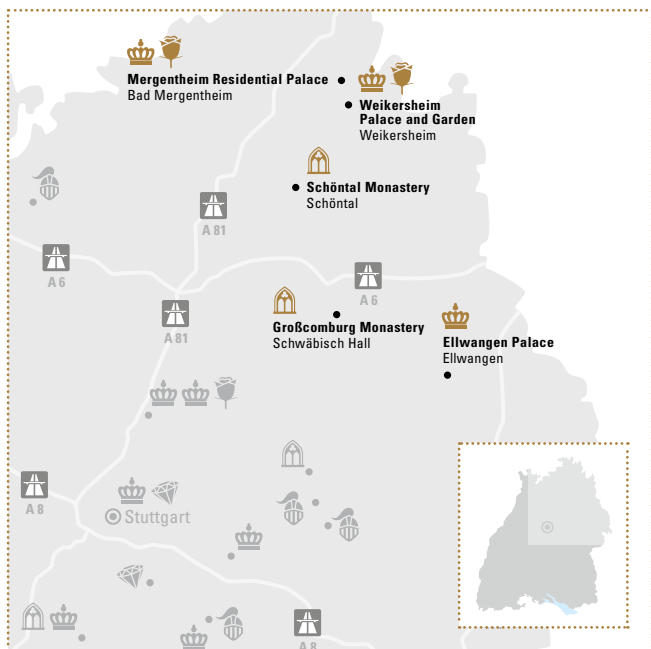 Mergentheim Residential Palace
Bad Mergentheim
Weikersheim
Palace and Garden
Weikersheim
Schöntal Monastery
Schöntal
A 81
A 6
A 6
A 81
Großcomburg Monastery
Schwäbisch Hall
Ellwangen Palace
Ellwangen
A 8
Stuttgart
A 8